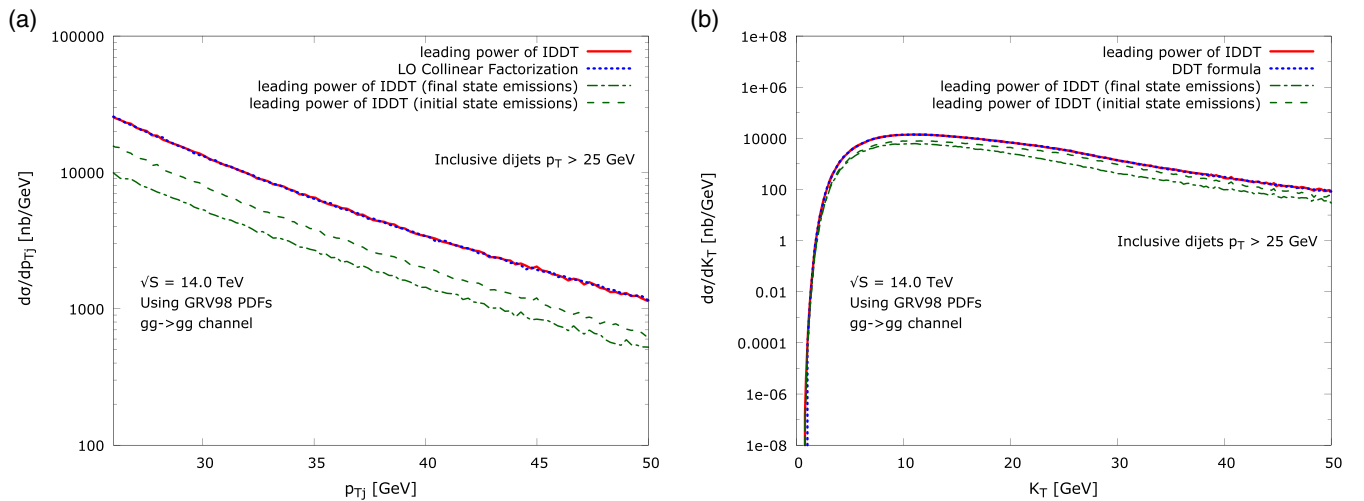 (a)
100000
10000
1000
100
dσ/dp_Tj [nb/GeV]
leading power of IDDT
LO Collinear Factorization
leading power of IDDT (final state emissions)
leading power of IDDT (initial state emissions)
Inclusive dijets p_T > 25 GeV
√S = 14.0 TeV
Using GRV98 PDFs
gg->gg channel
30 35 40 45 50
p_Tj [GeV]
(b)
1e+08
1e+06
10000
100
1
0.01
0.0001
1e-06
1e-08
dσ/dK_T [nb/GeV]
leading power of IDDT
DDT formula
leading power of IDDT (final state emissions)
leading power of IDDT (initial state emissions)
Inclusive dijets p_T > 25 GeV
√S = 14.0 TeV
Using GRV98 PDFs
gg->gg channel
0 10 20 30 40 50
K_T [GeV]